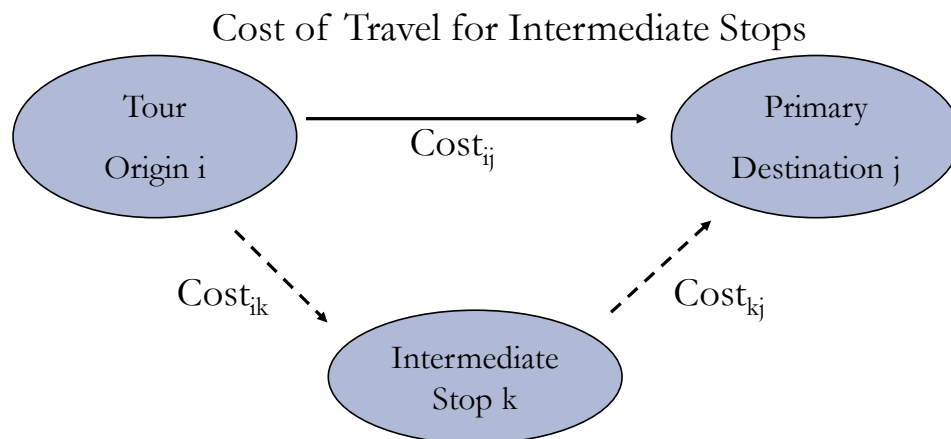 Cost of Travel for Intermediate Stops
Tour
Origin i
Primary
Destination j
Cost_ij
Cost_ik
Cost_kj
Intermediate
Stop k